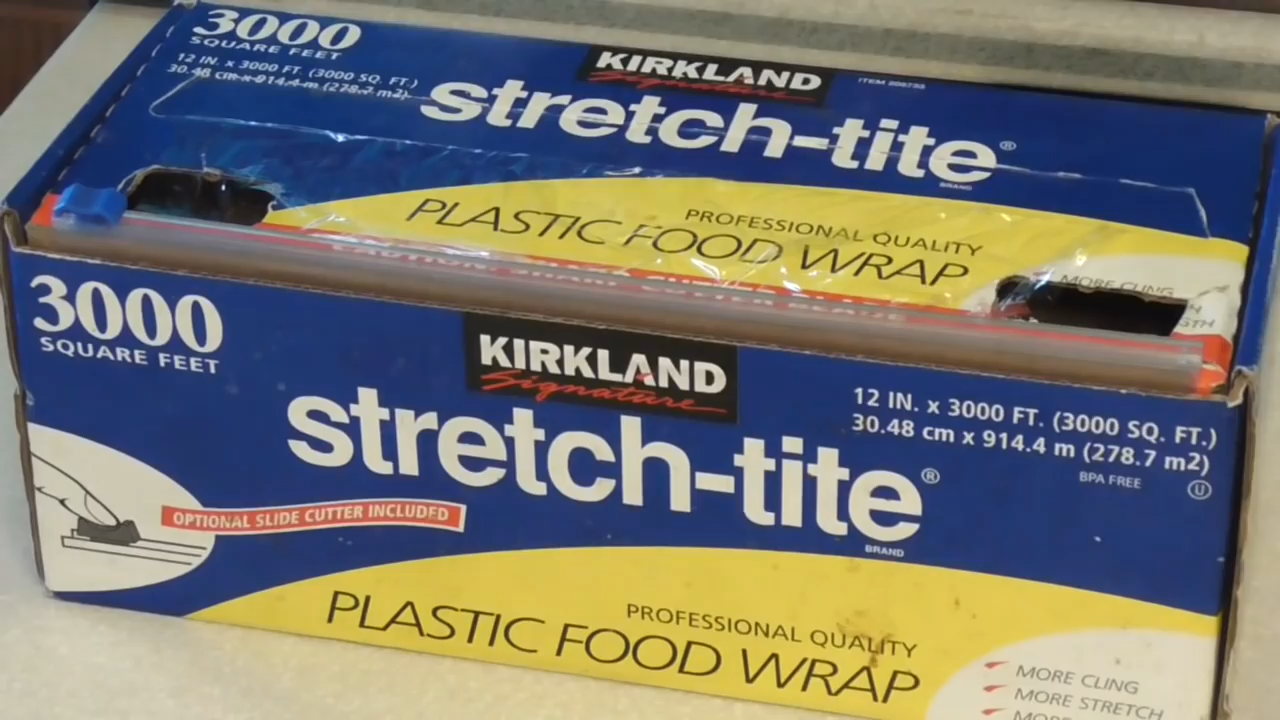 3000
SQUARE FEET
12 IN. x 3000 FT. (3000 SQ. FT.)
30.48 cm x 914.4 m (278.7 m2)
KIRKLAND
Signature
ITEM
stretch-tite®
BRAND
PROFESSIONAL QUALITY
PLASTIC FOOD WRAP
MORE CLING
3000
SQUARE FEET
KIRKLAND
Signature
stretch-tite®
BRAND
12 IN. x 3000 FT. (3000 SQ. FT.)
30.48 cm x 914.4 m (278.7 m2)
BPA FREE
U
OPTIONAL SLIDE CUTTER INCLUDED
PROFESSIONAL QUALITY
PLASTIC FOOD WRAP
MORE CLING
MORE STRETCH
MORE